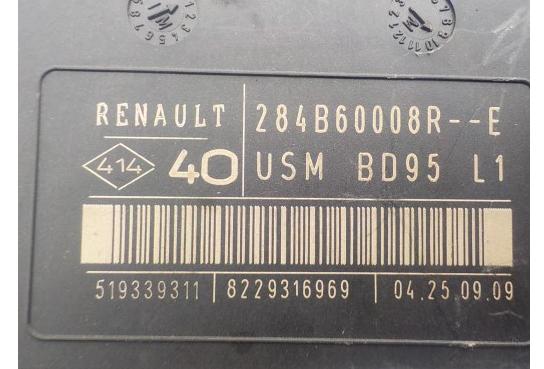 RENAULT 284B60008R--E
414 40 USM BD95 L1
519339311 8229316969 04.25.09.09